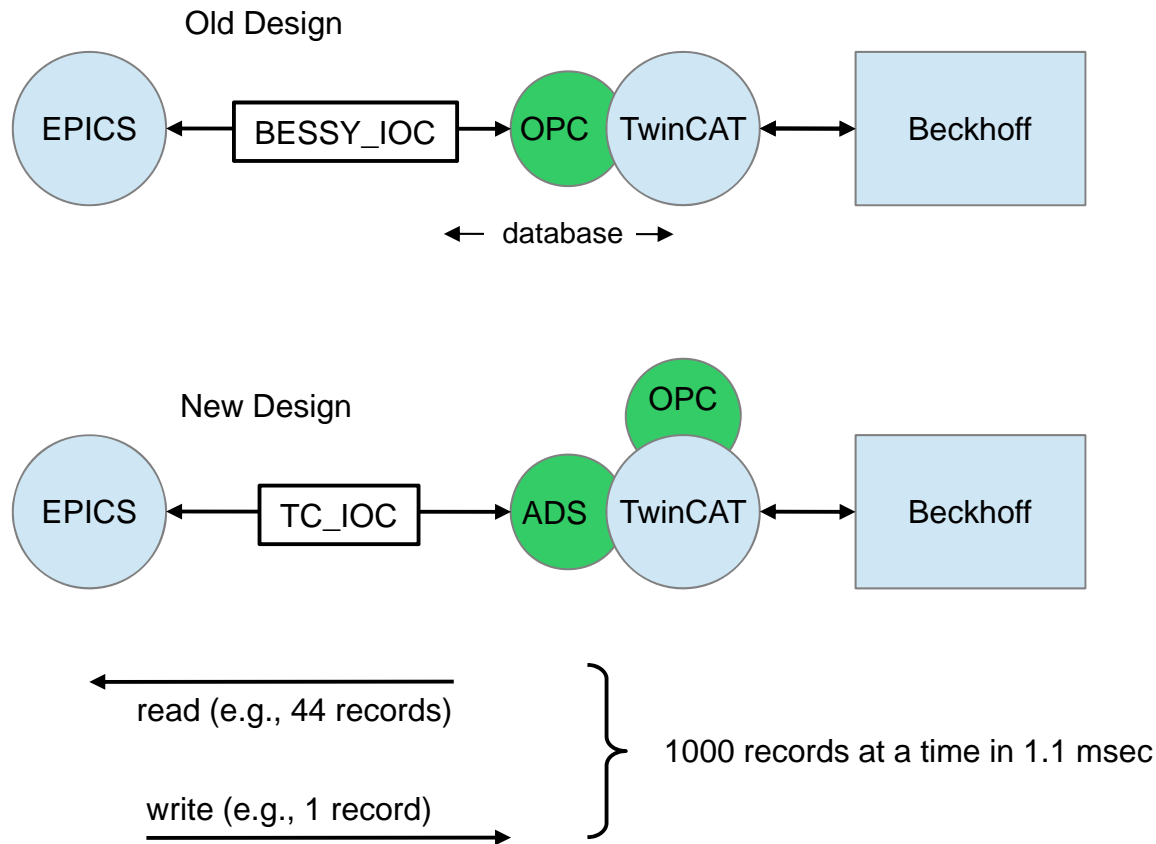 Old Design
EPICS
BESSY_IOC
OPC
TwinCAT
Beckhoff
database
New Design
OPC
EPICS
TC_IOC
ADS
TwinCAT
Beckhoff
read (e.g., 44 records)
1000 records at a time in 1.1 msec
write (e.g., 1 record)